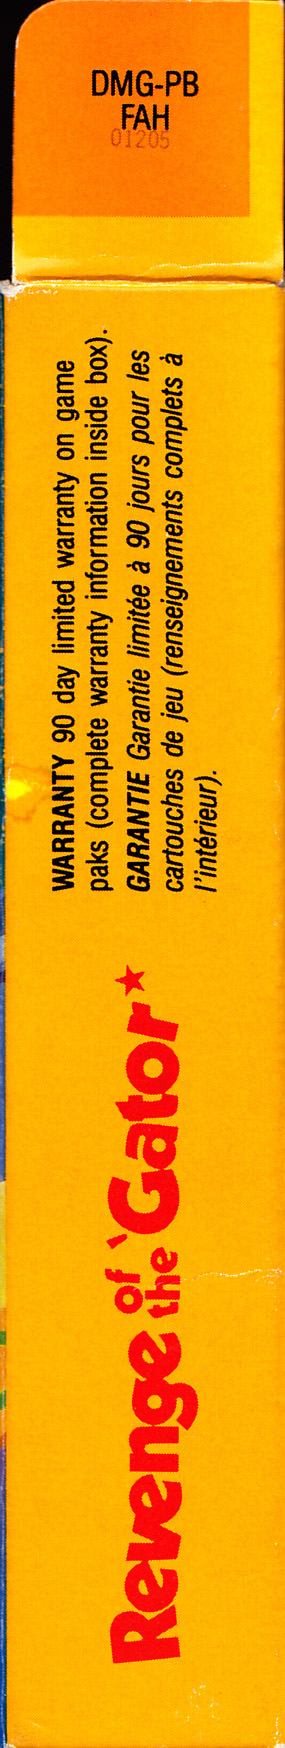 DMG-PB
FAH
01205
WARRANTY 90 day limited warranty on game
paks (complete warranty information inside box).
GARANTIE Garantie limitée à 90 jours pour les
cartouches de jeu (renseignements complets à
l'intérieur).
Revenge of the 'Gator★